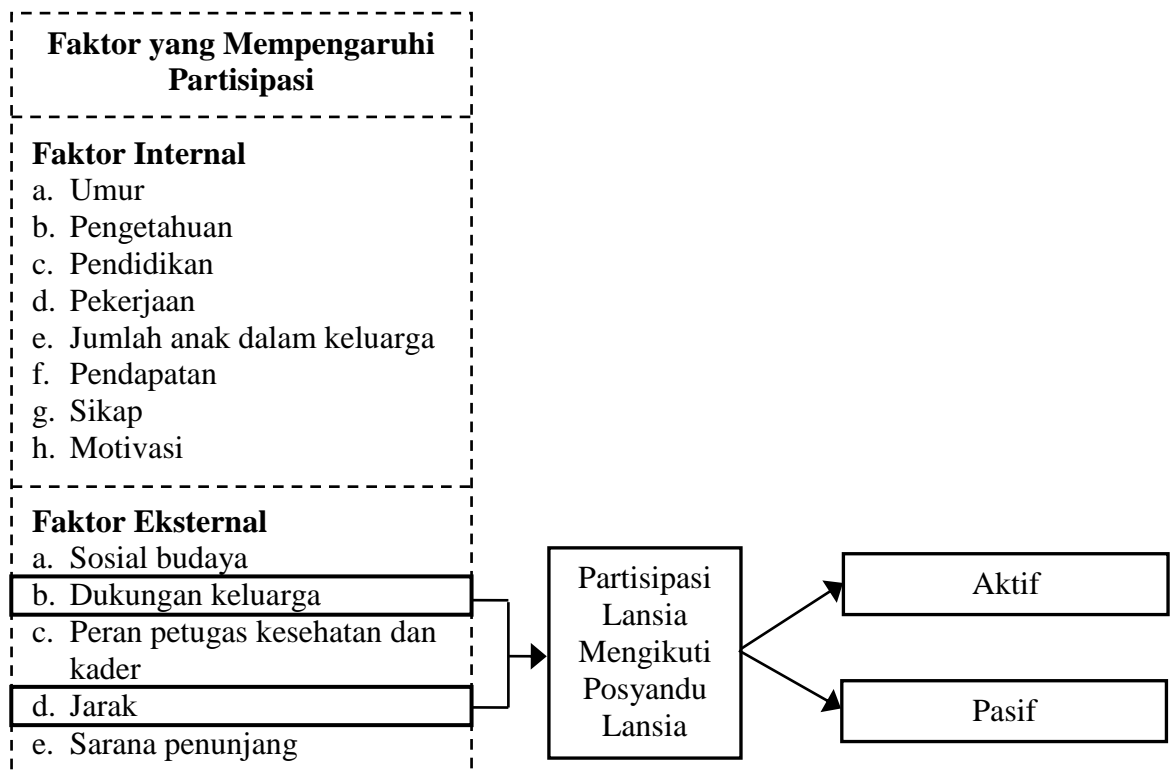 Faktor yang Mempengaruhi
Partisipasi
Faktor Internal
a. Umur
b. Pengetahuan
c. Pendidikan
d. Pekerjaan
e. Jumlah anak dalam keluarga
f. Pendapatan
g. Sikap
h. Motivasi
Faktor Eksternal
a. Sosial budaya
b. Dukungan keluarga
c. Peran petugas kesehatan dan
kader
d. Jarak
e. Sarana penunjang
Partisipasi
Lansia
Mengikuti
Posyandu
Lansia
Aktif
Pasif